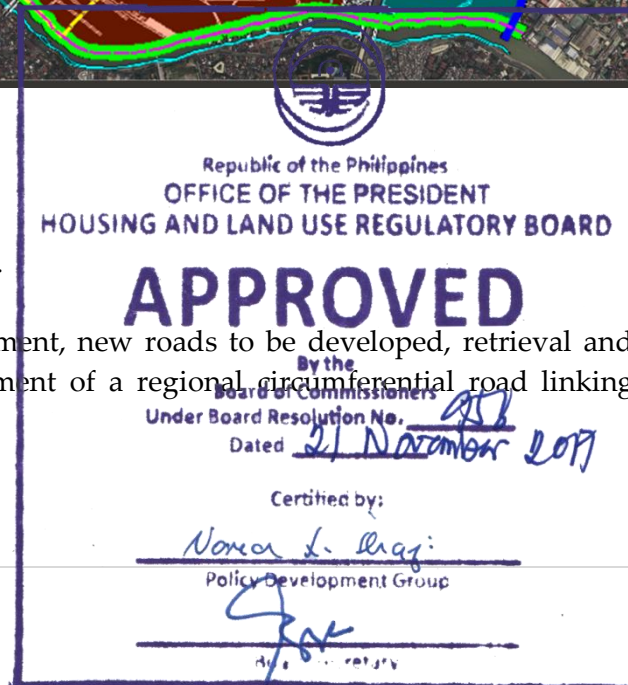 Republic of the Philippines
OFFICE OF THE PRESIDENT
HOUSING AND LAND USE REGULATORY BOARD
APPROVED
ment, new roads to be developed, retrieval and
By the
ment of a regional circumferential road linking
Board of Commissioners
Under Board Resolution No.
Dated 21 November 2017
Certified by:
Policy Development Group